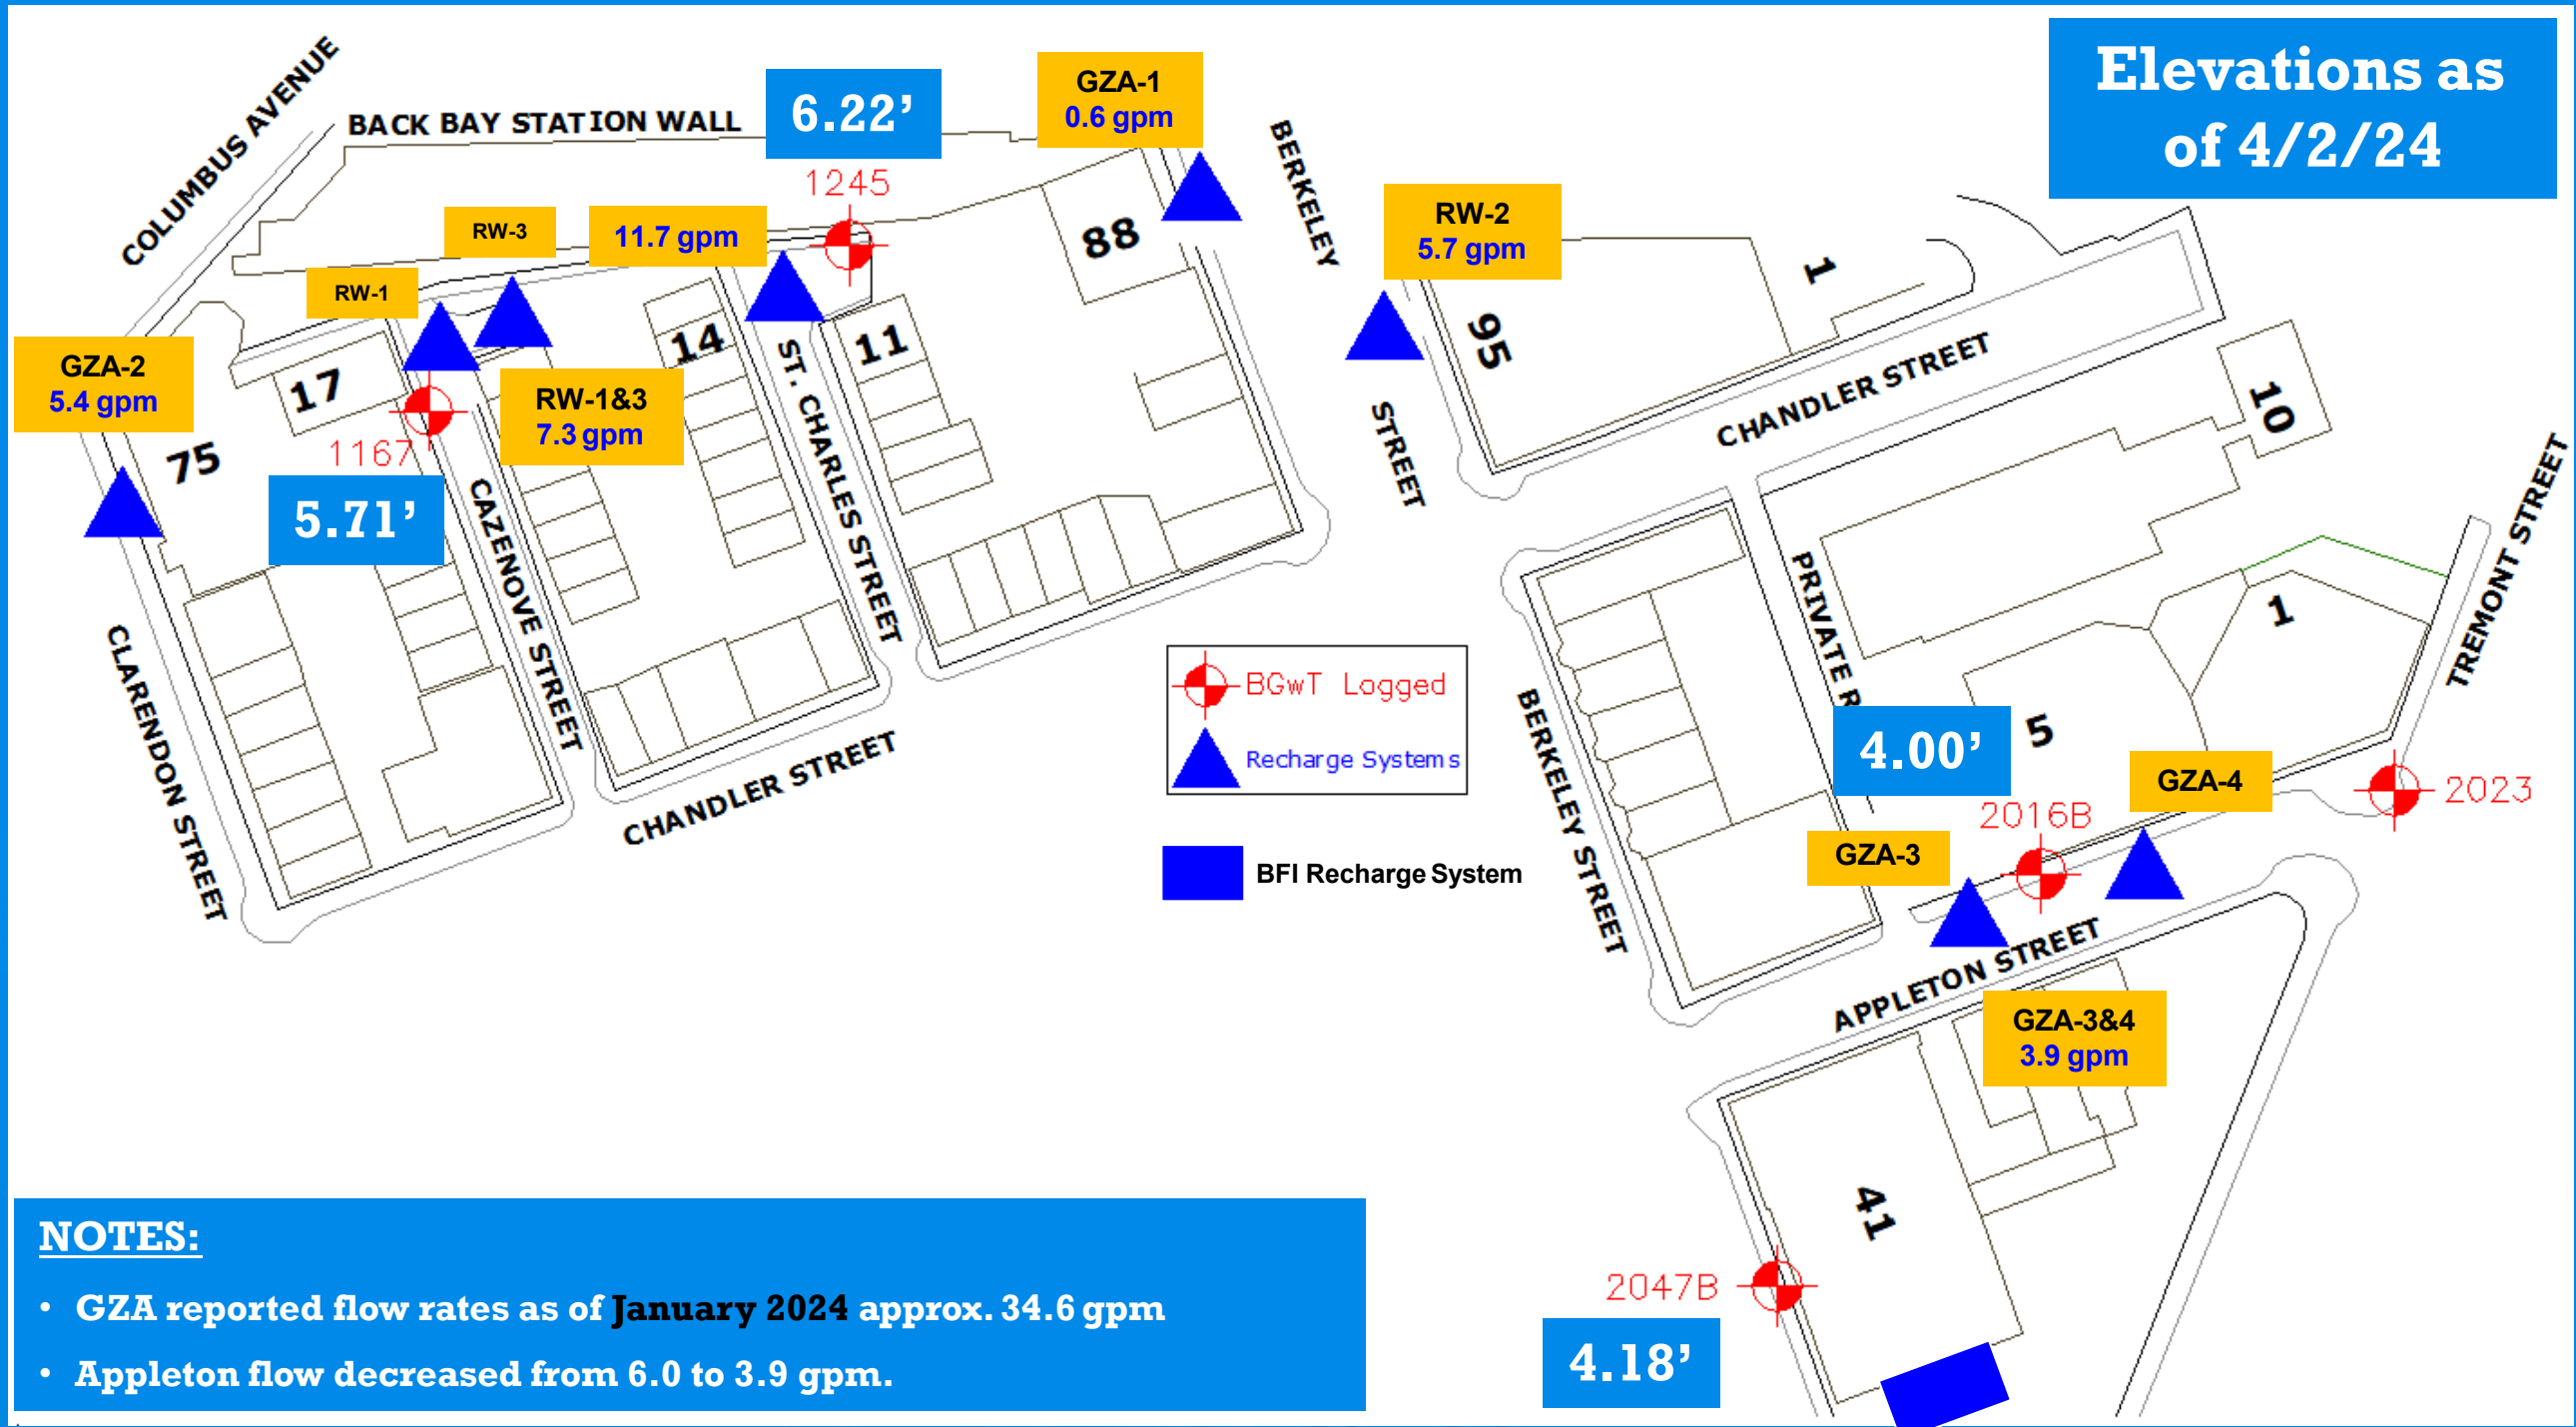 Elevations as
of 4/2/24
COLUMBUS AVENUE
BACK BAY STATION WALL
6.22’
1245
GZA-1
0.6 gpm
BERKELEY
STREET
RW-2
5.7 gpm
RW-3
11.7 gpm
RW-1
88
95
1
GZA-2
5.4 gpm
17
14
11
CHANDLER STREET
10
RW-1&3
7.3 gpm
75
1167
5.71’
CAZENOVE STREET
ST. CHARLES STREET
CLARENDON STREET
CHANDLER STREET
BGwT Logged
Recharge Systems
BFI Recharge System
PRIVATE R
TREMONT STREET
1
5
BERKELEY STREET
4.00’
GZA-4
2023
2016B
GZA-3
APPLETON STREET
GZA-3&4
3.9 gpm
41
2047B
4.18’
NOTES:
• GZA reported flow rates as of January 2024 approx. 34.6 gpm
• Appleton flow decreased from 6.0 to 3.9 gpm.